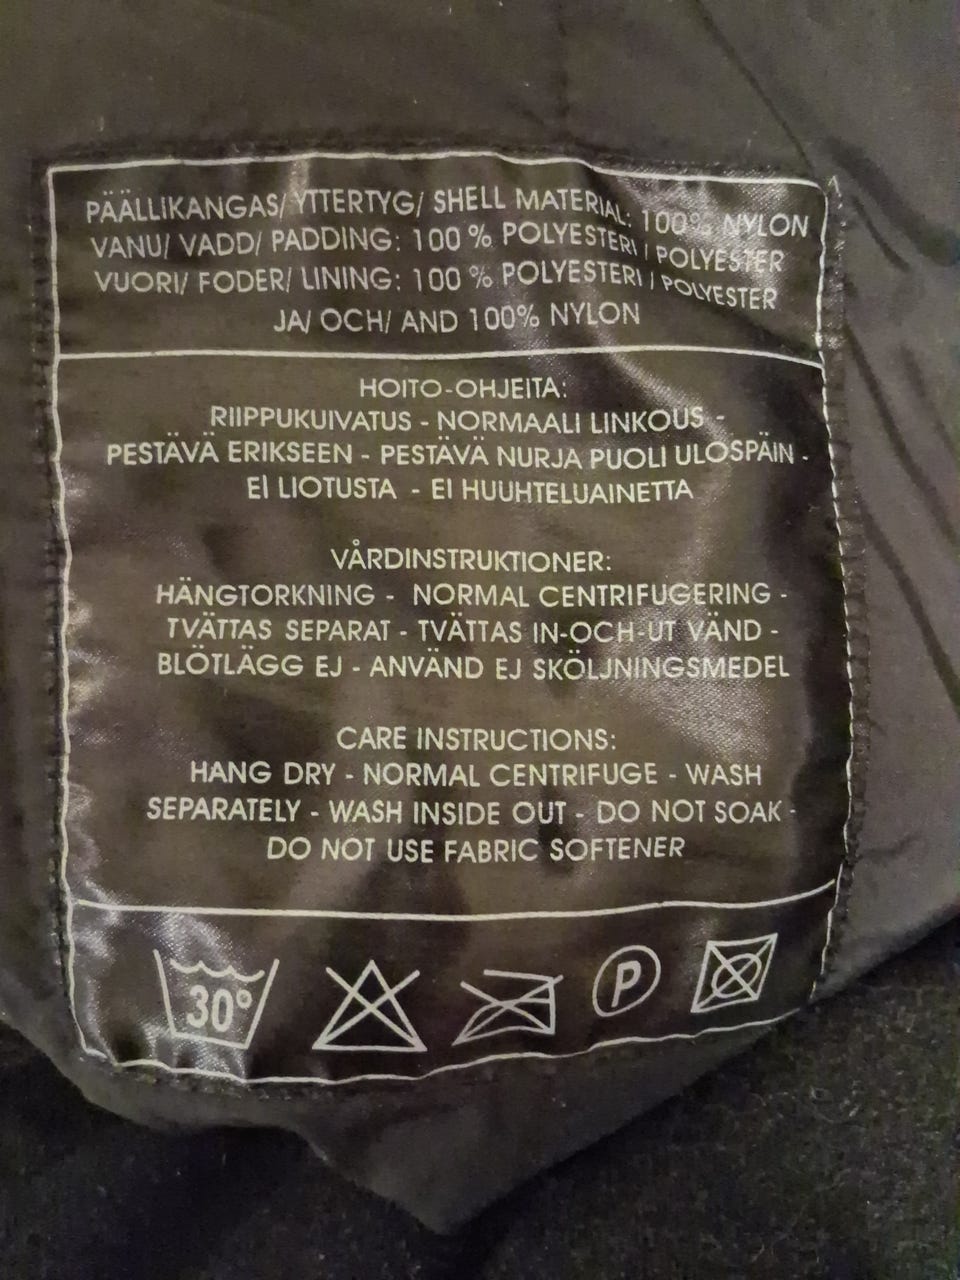 PÄÄLLIKANGAS/ YTTERTYG/ SHELL MATERIAL: 100% NYLON
VANU/ VADD/ PADDING: 100 % POLYESTERI / POLYESTER
VUORI/ FODER/ LINING: 100 % POLYESTERI / POLYESTER
JA/ OCH/ AND 100% NYLON
HOITO-OHJEITA:
RIIPPUKUIVATUS - NORMAALI LINKOUS -
PESTÄVÄ ERIKSEEN - PESTÄVÄ NURJA PUOLI ULOSPÄIN -
EI LIOTUSTA - EI HUUHTELUAINETTA
VÅRDINSTRUKTIONER:
HÄNGTORKNING - NORMAL CENTRIFUGERING -
TVÄTTAS SEPARAT - TVÄTTAS IN-OCH-UT VÄND -
BLÖTLÄGG EJ - ANVÄND EJ SKÖLJNINGSMEDEL
CARE INSTRUCTIONS:
HANG DRY - NORMAL CENTRIFUGE - WASH
SEPARATELY - WASH INSIDE OUT - DO NOT SOAK -
DO NOT USE FABRIC SOFTENER
30° P